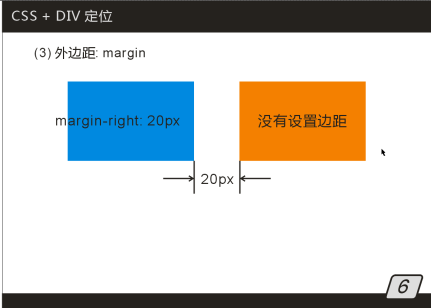 CSS + DIV 定位
(3) 外边距: margin
margin-right: 20px
没有设置边距
20px
6